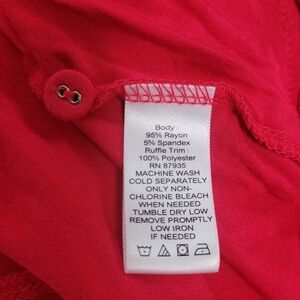 Body :
95% Rayon
5% Spandex
Ruffle Trim :
100% Polyester
RN 87935
MACHINE WASH
COLD SEPARATELY
ONLY NON-
CHLORINE BLEACH
WHEN NEEDED
TUMBLE DRY LOW
REMOVE PROMPTLY
LOW IRON
IF NEEDED